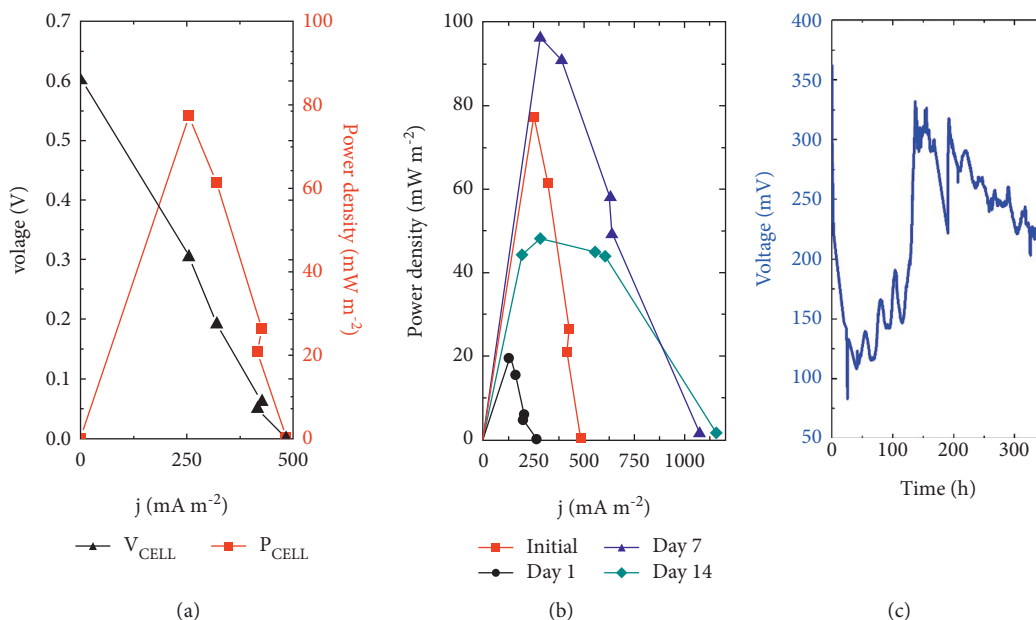 0.7
0.6
0.5
0.4
0.3
0.2
0.1
0.0
volage (V)
0
250
500
j (mA m-2)
100
80
60
40
20
0
Power density (mW m-2)
VCELL
PCELL
(a)
100
80
60
40
20
0
Power density (mW m-2)
0
250
500
750
1000
j (mA m-2)
Initial
Day 7
Day 1
Day 14
(b)
400
350
300
250
200
150
100
50
Voltage (mV)
0
100
200
300
Time (h)
(c)